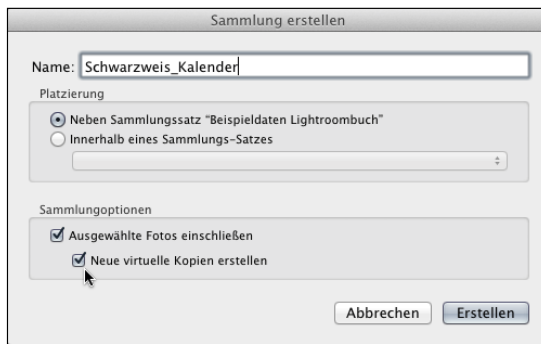 Sammlung erstellen
Name: Schwarzweis_Kalender
Platzierung
Neben Sammlungssatz "Beispieldaten Lightroombuch"
Innerhalb eines Sammlungs-Satzes
Sammlungoptionen
Ausgewählte Fotos einschließen
Neue virtuelle Kopien erstellen
Abbrechen Erstellen